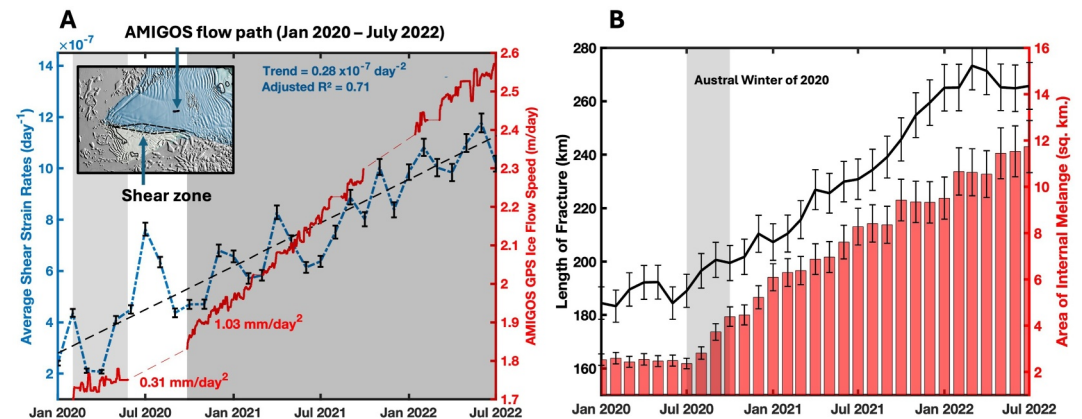 A
AMIGOS flow path (Jan 2020 – July 2022)
×10⁻⁷
14
12
10
8
6
4
2
Average Shear Strain Rates (day⁻¹)
Trend = 0.28 x10⁻⁷ day⁻²
Adjusted R² = 0.71
Shear zone
1.03 mm/day²
0.31 mm/day²
2.6
2.5
2.4
2.3
2.2
2.1
2
1.9
1.8
1.7
AMIGOS GPS Ice Flow Speed (m/day)
Jan 2020 Jul 2020 Jan 2021 Jul 2021 Jan 2022 Jul 2022
B
280
260
240
220
200
180
160
Length of Fracture (km)
Austral Winter of 2020
16
14
12
10
8
6
4
2
Area of Internal Melange (sq. km.)
Jan 2020 Jul 2020 Jan 2021 Jul 2021 Jan 2022 Jul 2022